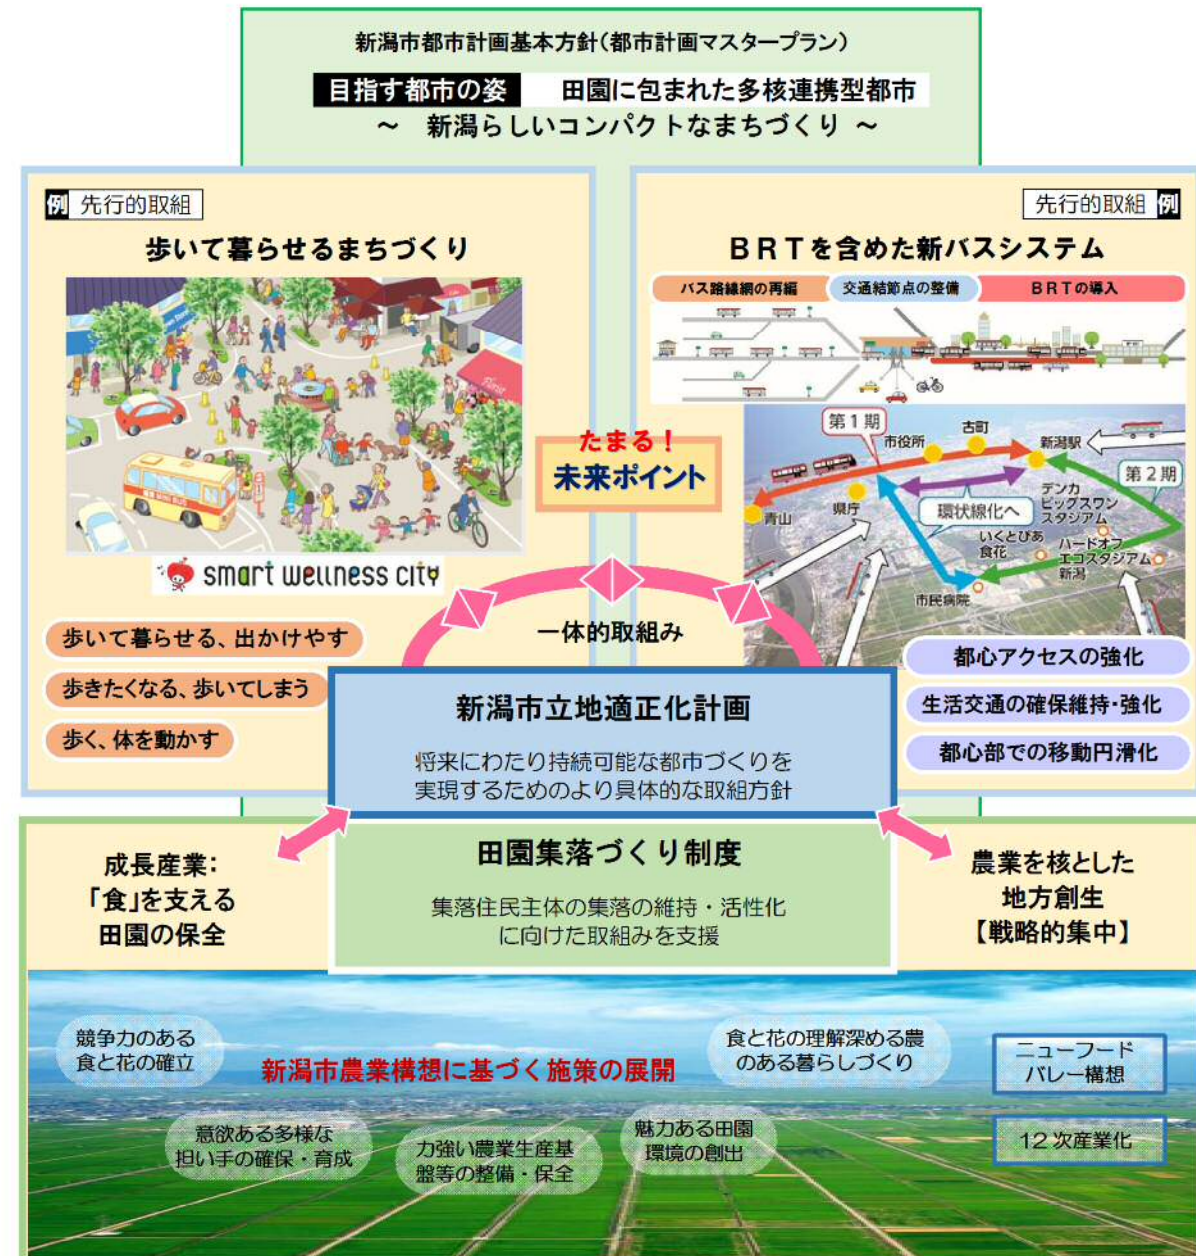 新潟市都市計画基本方針（都市計画マスタープラン）
目指す都市の姿　田園に包まれた多核連携型都市
～　新潟らしいコンパクトなまちづくり　～
例 先行的取組
歩いて暮らせるまちづくり
Florist
smart wellness city
歩いて暮らせる、出かけやす
歩きたくなる、歩いてしまう
歩く、体を動かす
先行的取組 例
ＢＲＴを含めた新バスシステム
バス路線網の再編
交通結節点の整備
ＢＲＴの導入
第１期
市役所
古町
新潟駅
第２期
青山
県庁
環状線化へ
デンカ
ビッグスワン
スタジアム
いくとぴあ
食花
ハードオフ
エコスタジアム
新潟
市民病院
都心アクセスの強化
生活交通の確保維持・強化
都心部での移動円滑化
たまる！
未来ポイント
一体的取組み
新潟市立地適正化計画
将来にわたり持続可能な都市づくりを
実現するためのより具体的な取組方針
田園集落づくり制度
集落住民主体の集落の維持・活性化
に向けた取組みを支援
成長産業：
「食」を支える
田園の保全
農業を核とした
地方創生
【戦略的集中】
競争力のある
食と花の確立
新潟市農業構想に基づく施策の展開
食と花の理解深める農
のある暮らしづくり
ニューフード
バレー構想
意欲ある多様な
担い手の確保・育成
力強い農業生産基
盤等の整備・保全
魅力ある田園
環境の創出
12次産業化